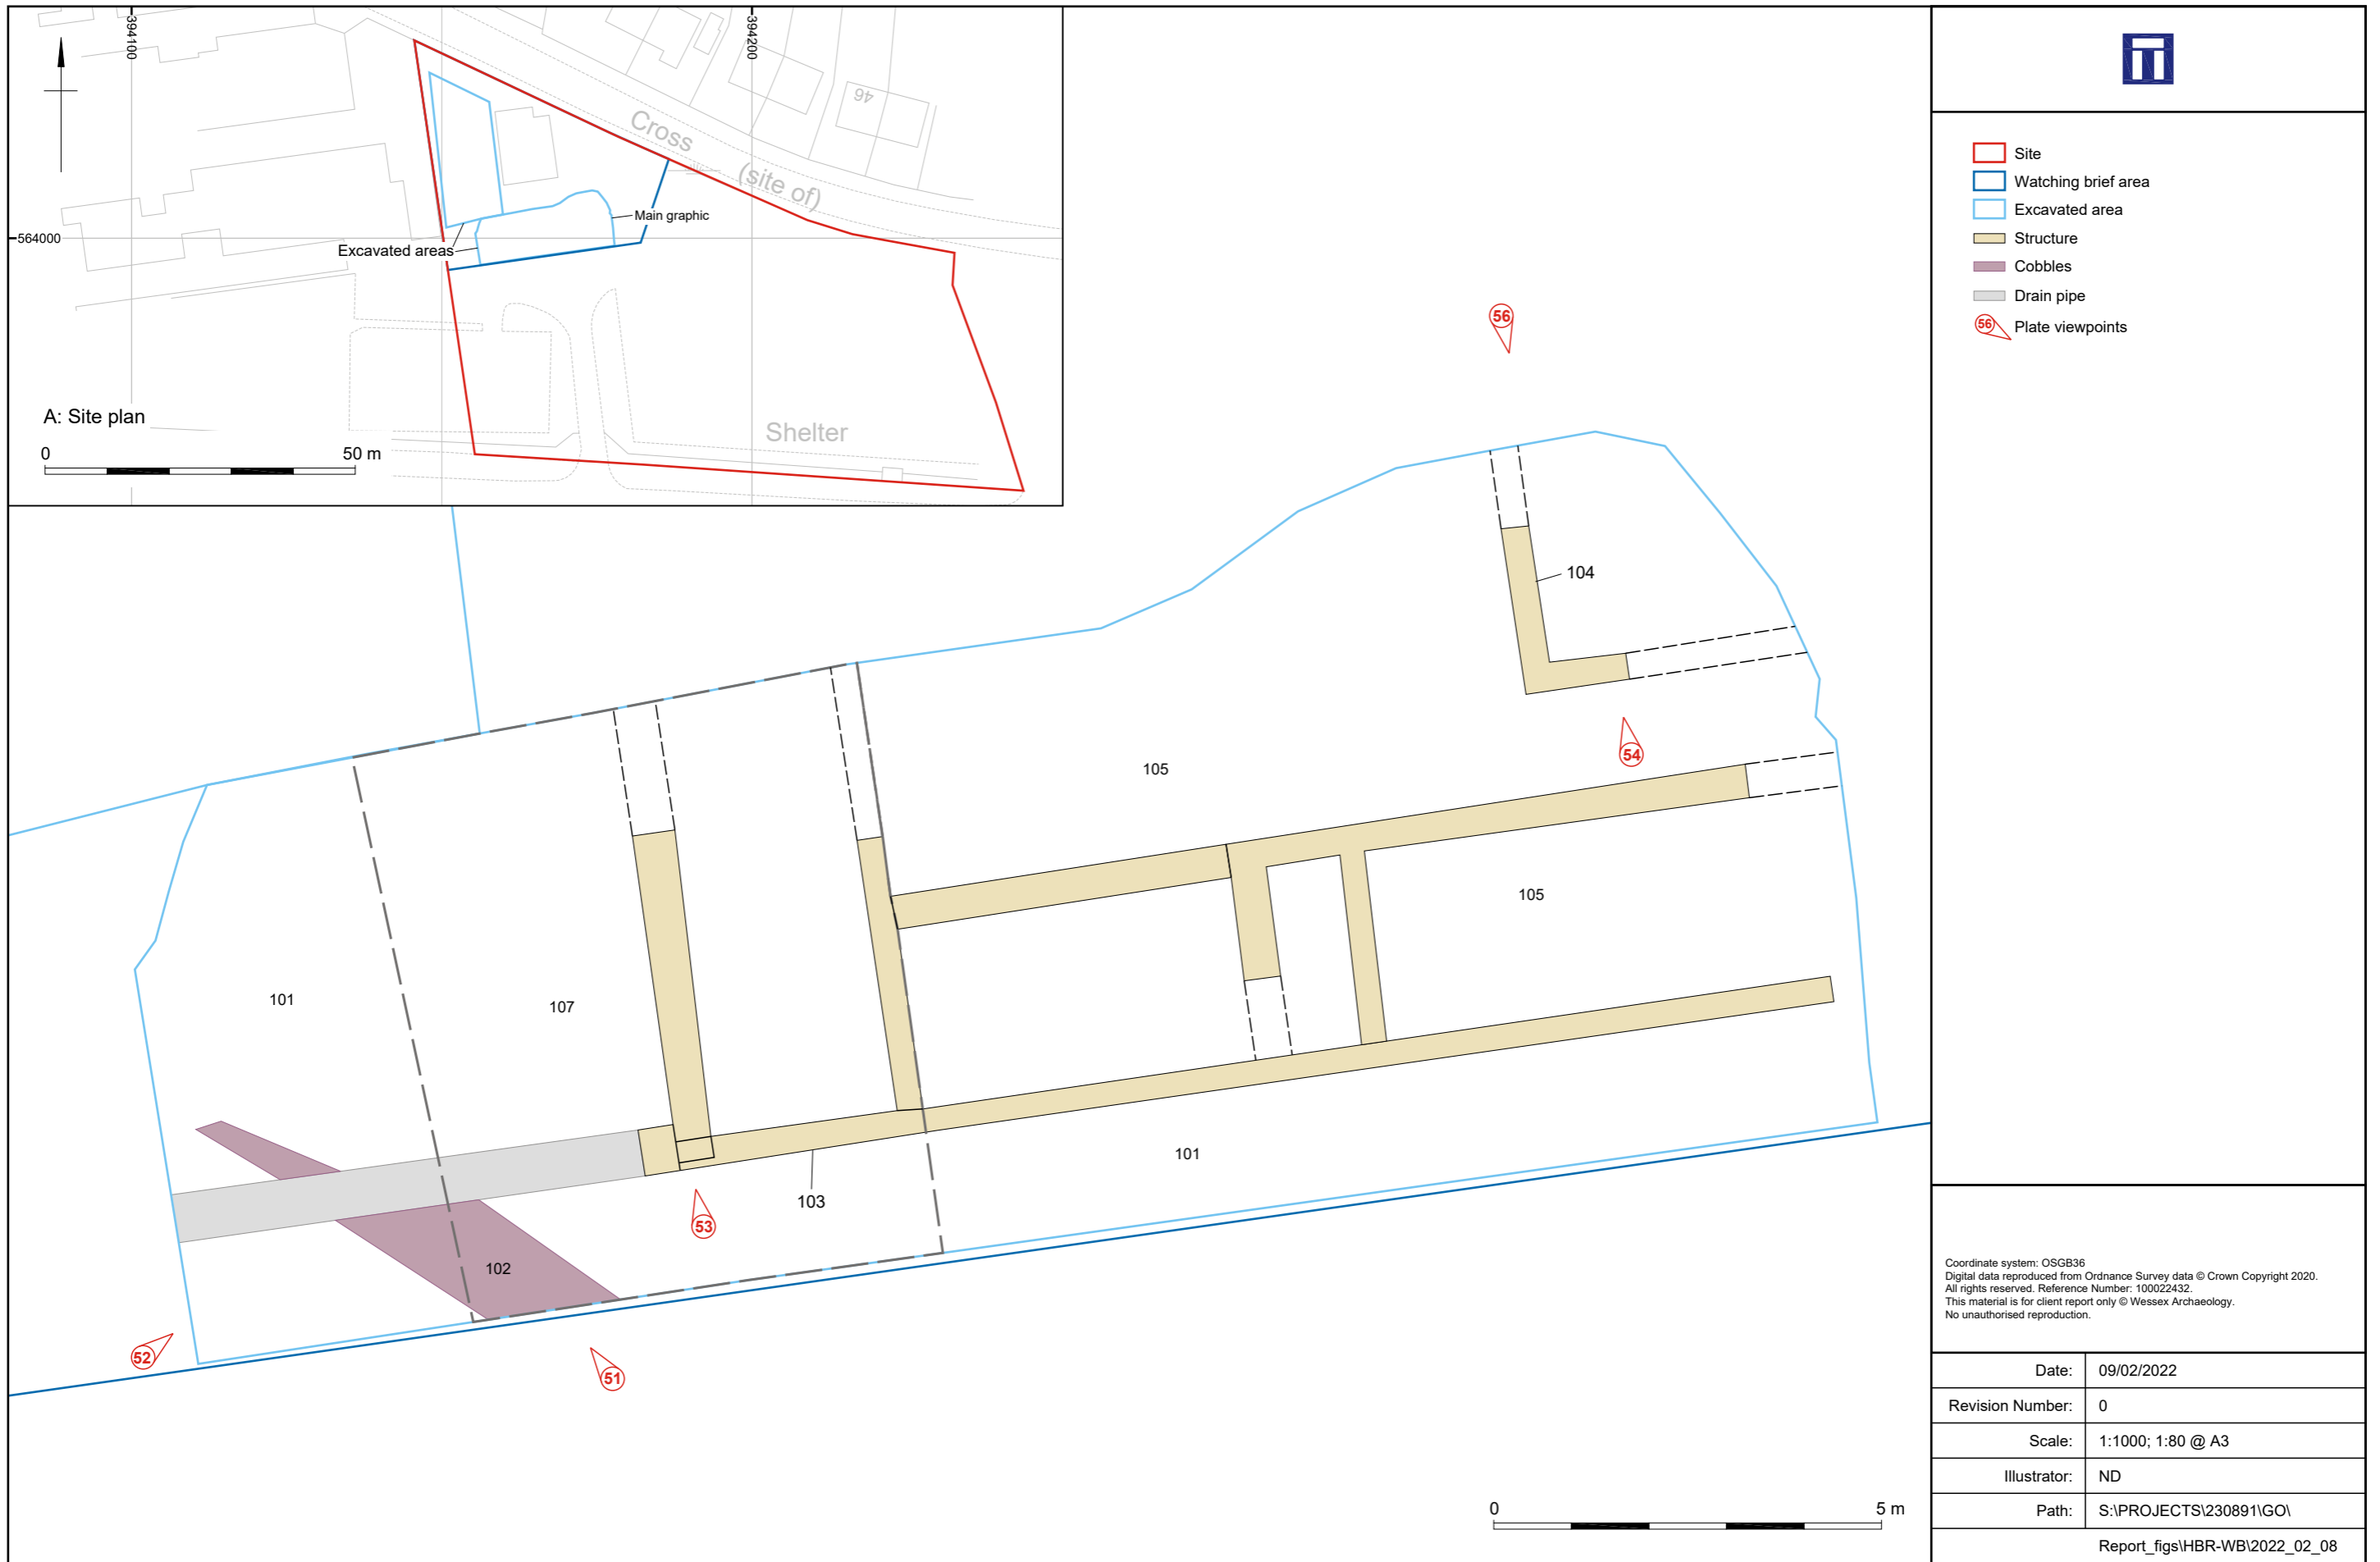 394100
394200
46
Cross
(site of)
Main graphic
564000
Excavated areas
A: Site plan
Shelter
0 50 m
Site
Watching brief area
Excavated area
Structure
Cobbles
Drain pipe
56 Plate viewpoints
56
104
54
105
105
101
107
103
101
53
102
52
51
0 5 m
Coordinate system: OSGB36
Digital data reproduced from Ordnance Survey data © Crown Copyright 2020.
All rights reserved. Reference Number: 100022432.
This material is for client report only © Wessex Archaeology.
No unauthorised reproduction.
Date: 09/02/2022
Revision Number: 0
Scale: 1:1000; 1:80 @ A3
Illustrator: ND
Path: S:\PROJECTS\230891\GO\
Report_figs\HBR-WB\2022_02_08